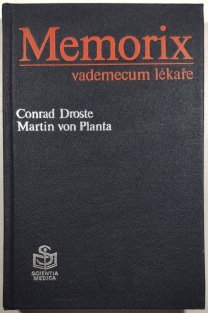 Memorix
vademecum lékaře
Conrad Droste
Martin von Planta
SCIENTIA
MEDICA